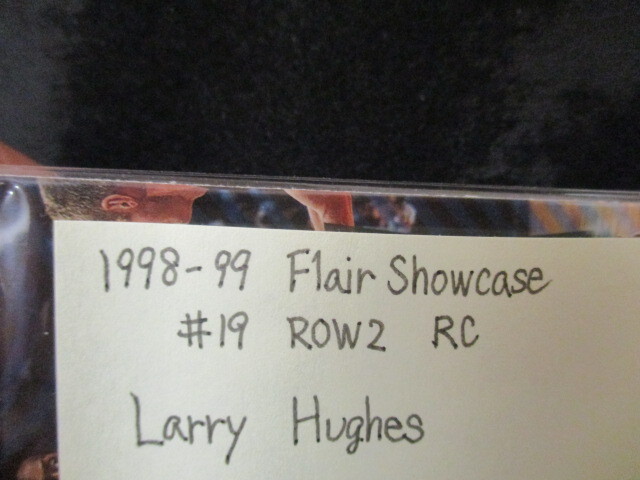 1998-99 Flair Showcase
#19 ROW2 RC
Larry Hughes